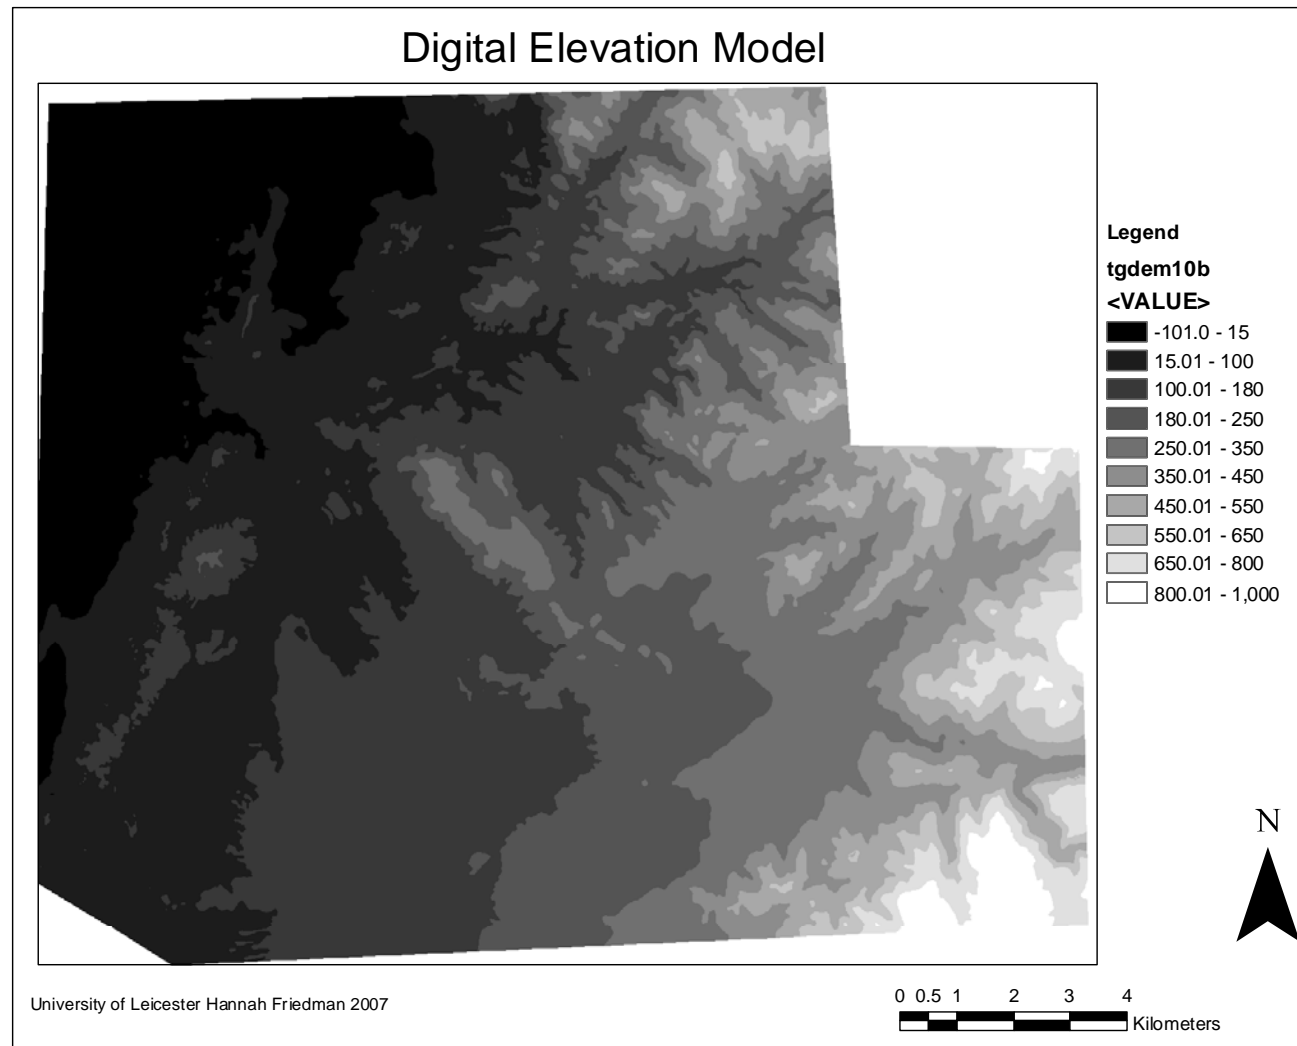 Digital Elevation Model
Legend
tgdem10b
<VALUE>
-101.0 - 15
15.01 - 100
100.01 - 180
180.01 - 250
250.01 - 350
350.01 - 450
450.01 - 550
550.01 - 650
650.01 - 800
800.01 - 1,000
N
University of Leicester Hannah Friedman 2007
0 0.5 1 2 3 4
Kilometers